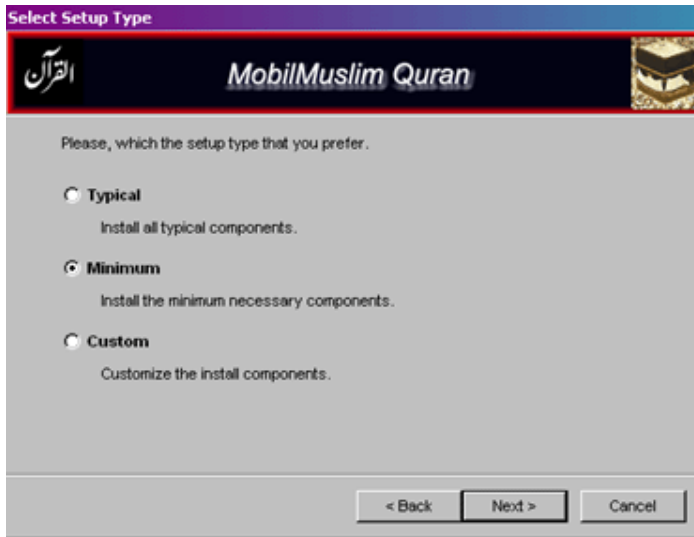 Select Setup Type
القرآن
MobilMuslim Quran
Please, which the setup type that you prefer.
Typical
Install all typical components.
Minimum
Install the minimum necessary components.
Custom
Customize the install components.
< Back
Next >
Cancel